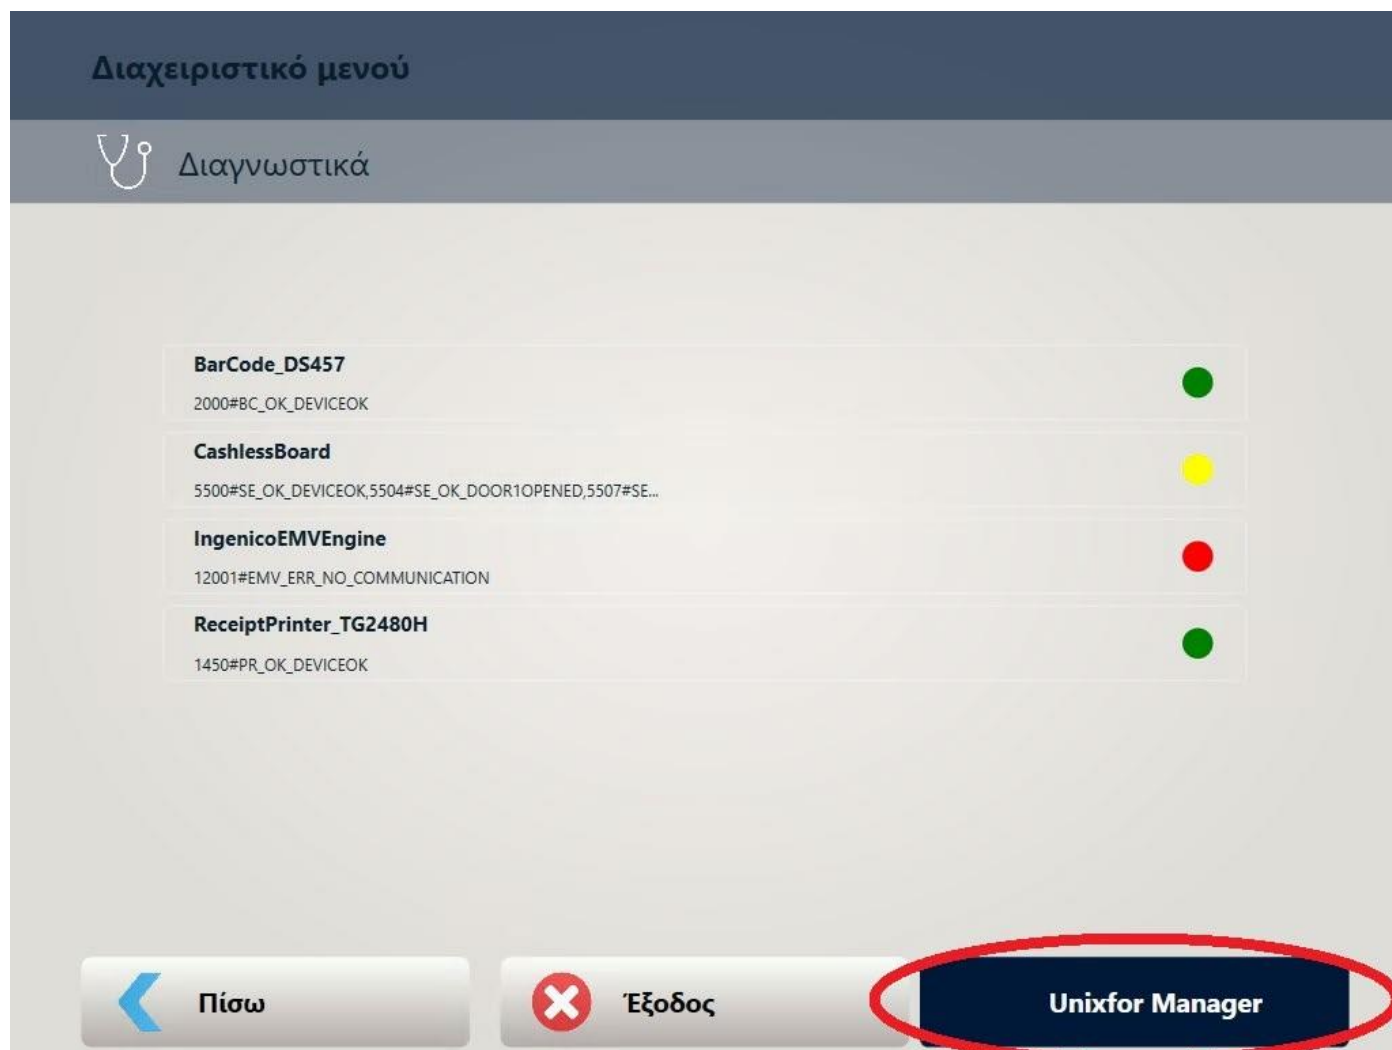 Διαχειριστικό μενού
Διαγνωστικά
BarCode_DS457
2000#BC_OK_DEVICEOK
CashlessBoard
5500#SE_OK_DEVICEOK,5504#SE_OK_DOOR1OPENED,5507#SE...
IngenicoEMVEngine
12001#EMV_ERR_NO_COMMUNICATION
ReceiptPrinter_TG2480H
1450#PR_OK_DEVICEOK
Πίσω
Έξοδος
Unixfor Manager